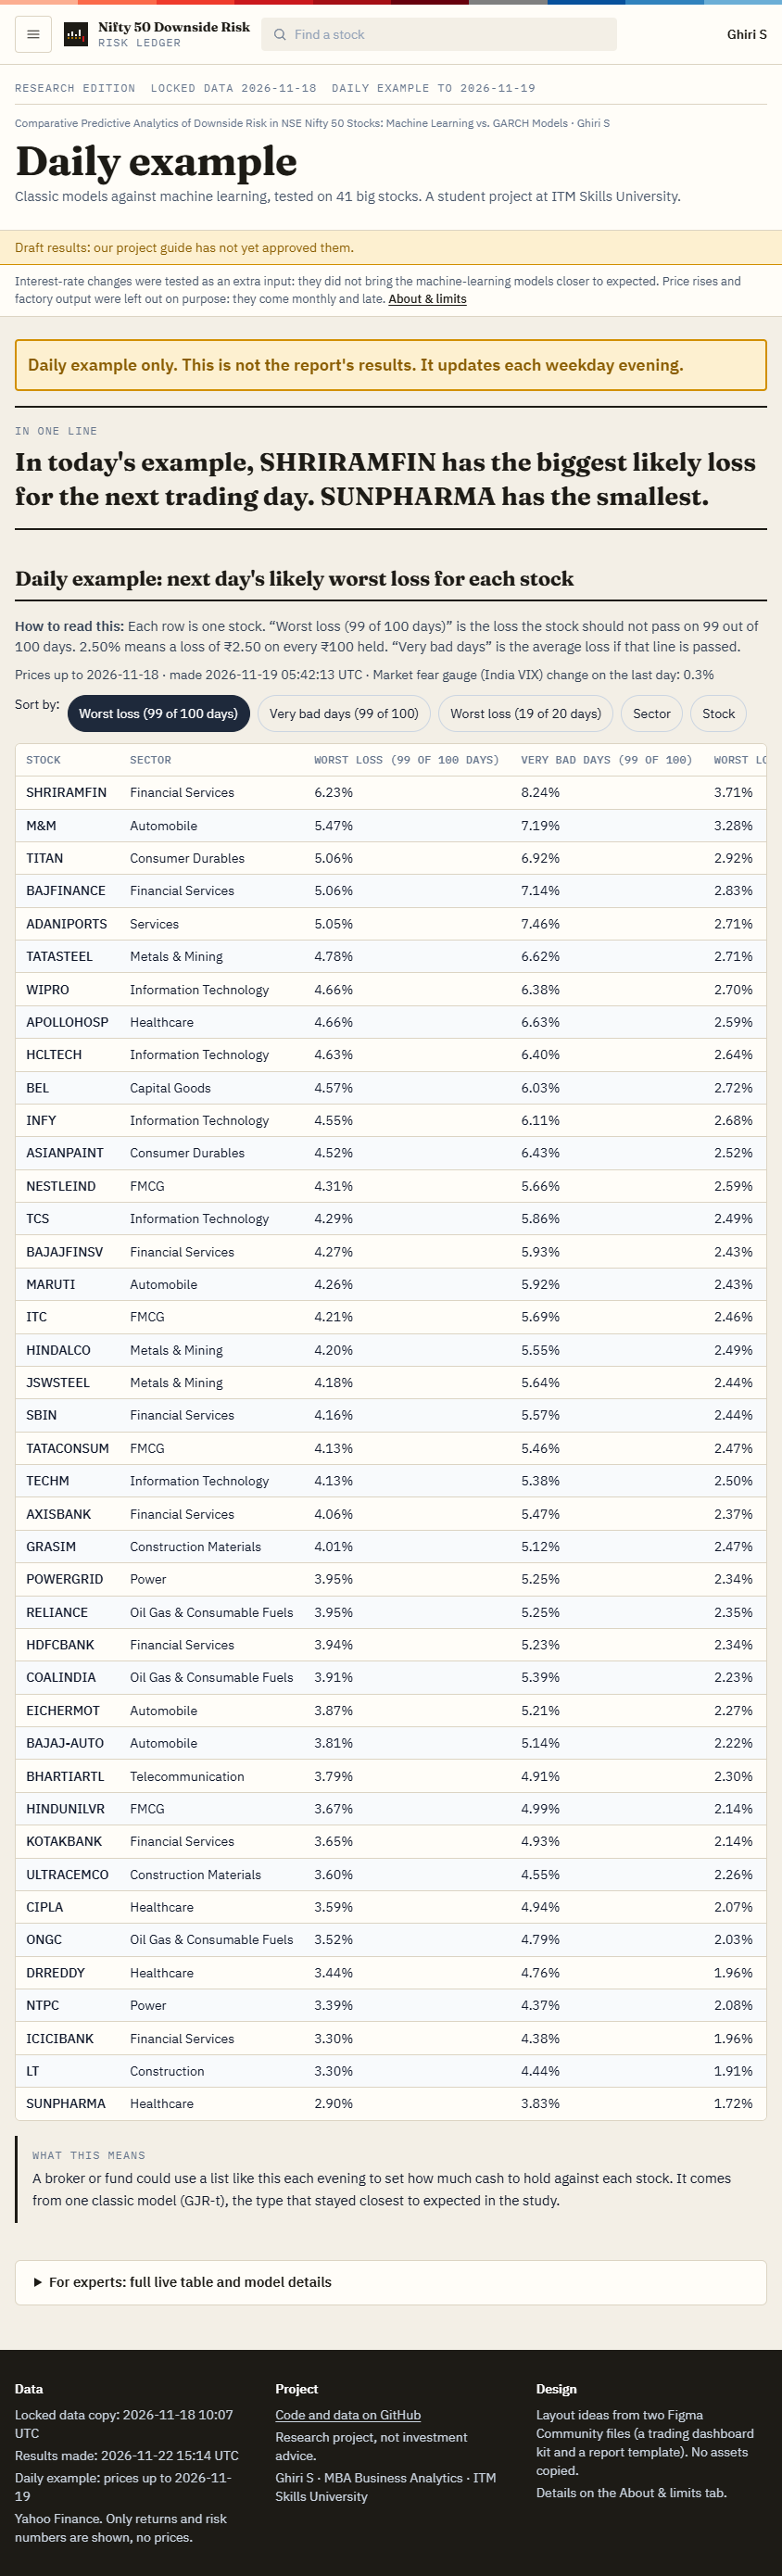 Nifty 50 Downside Risk
RISK LEDGER
Find a stock
Ghiri S
RESEARCH EDITION LOCKED DATA 2026-11-18 DAILY EXAMPLE TO 2026-11-19
Comparative Predictive Analytics of Downside Risk in NSE Nifty 50 Stocks: Machine Learning vs. GARCH Models · Ghiri S
Daily example
Classic models against machine learning, tested on 41 big stocks. A student project at ITM Skills University.
Draft results: our project guide has not yet approved them.
Interest-rate changes were tested as an extra input: they did not bring the machine-learning models closer to expected. Price rises and
factory output were left out on purpose: they come monthly and late. About & limits
Daily example only. This is not the report's results. It updates each weekday evening.
IN ONE LINE
In today's example, SHRIRAMFIN has the biggest likely loss
for the next trading day. SUNPHARMA has the smallest.
Daily example: next day's likely worst loss for each stock
How to read this: Each row is one stock. “Worst loss (99 of 100 days)” is the loss the stock should not pass on 99 out of
100 days. 2.50% means a loss of ₹2.50 on every ₹100 held. “Very bad days” is the average loss if that line is passed.
Prices up to 2026-11-18 · made 2026-11-19 05:42:13 UTC · Market fear gauge (India VIX) change on the last day: 0.3%
Sort by: Worst loss (99 of 100 days) Very bad days (99 of 100) Worst loss (19 of 20 days) Sector Stock
STOCK SECTOR WORST LOSS (99 OF 100 DAYS) VERY BAD DAYS (99 OF 100) WORST LO
SHRIRAMFIN Financial Services 6.23% 8.24% 3.71%
M&M Automobile 5.47% 7.19% 3.28%
TITAN Consumer Durables 5.06% 6.92% 2.92%
BAJFINANCE Financial Services 5.06% 7.14% 2.83%
ADANIPORTS Services 5.05% 7.46% 2.71%
TATASTEEL Metals & Mining 4.78% 6.62% 2.71%
WIPRO Information Technology 4.66% 6.38% 2.70%
APOLLOHOSP Healthcare 4.66% 6.63% 2.59%
HCLTECH Information Technology 4.63% 6.40% 2.64%
BEL Capital Goods 4.57% 6.03% 2.72%
INFY Information Technology 4.55% 6.11% 2.68%
ASIANPAINT Consumer Durables 4.52% 6.43% 2.52%
NESTLEIND FMCG 4.31% 5.66% 2.59%
TCS Information Technology 4.29% 5.86% 2.49%
BAJAJFINSV Financial Services 4.27% 5.93% 2.43%
MARUTI Automobile 4.26% 5.92% 2.43%
ITC FMCG 4.21% 5.69% 2.46%
HINDALCO Metals & Mining 4.20% 5.55% 2.49%
JSWSTEEL Metals & Mining 4.18% 5.64% 2.44%
SBIN Financial Services 4.16% 5.57% 2.44%
TATACONSUM FMCG 4.13% 5.46% 2.47%
TECHM Information Technology 4.13% 5.38% 2.50%
AXISBANK Financial Services 4.06% 5.47% 2.37%
GRASIM Construction Materials 4.01% 5.12% 2.47%
POWERGRID Power 3.95% 5.25% 2.34%
RELIANCE Oil Gas & Consumable Fuels 3.95% 5.25% 2.35%
HDFCBANK Financial Services 3.94% 5.23% 2.34%
COALINDIA Oil Gas & Consumable Fuels 3.91% 5.39% 2.23%
EICHERMOT Automobile 3.87% 5.21% 2.27%
BAJAJ-AUTO Automobile 3.81% 5.14% 2.22%
BHARTIARTL Telecommunication 3.79% 4.91% 2.30%
HINDUNILVR FMCG 3.67% 4.99% 2.14%
KOTAKBANK Financial Services 3.65% 4.93% 2.14%
ULTRACEMCO Construction Materials 3.60% 4.55% 2.26%
CIPLA Healthcare 3.59% 4.94% 2.07%
ONGC Oil Gas & Consumable Fuels 3.52% 4.79% 2.03%
DRREDDY Healthcare 3.44% 4.76% 1.96%
NTPC Power 3.39% 4.37% 2.08%
ICICIBANK Financial Services 3.30% 4.38% 1.96%
LT Construction 3.30% 4.44% 1.91%
SUNPHARMA Healthcare 2.90% 3.83% 1.72%
WHAT THIS MEANS
A broker or fund could use a list like this each evening to set how much cash to hold against each stock. It comes
from one classic model (GJR-t), the type that stayed closest to expected in the study.
For experts: full live table and model details
Data
Locked data copy: 2026-11-18 10:07
UTC
Results made: 2026-11-22 15:14 UTC
Daily example: prices up to 2026-11-
19
Yahoo Finance. Only returns and risk
numbers are shown, no prices.
Project
Code and data on GitHub
Research project, not investment
advice.
Ghiri S · MBA Business Analytics · ITM
Skills University
Design
Layout ideas from two Figma
Community files (a trading dashboard
kit and a report template). No assets
copied.
Details on the About & limits tab.